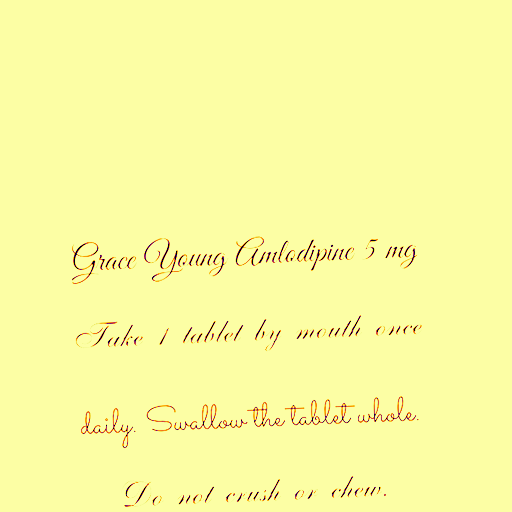 Grace Young Amlodipine 5 mg
Take 1 tablet by mouth once
daily. Swallow the tablet whole.
Do not crush or chew.